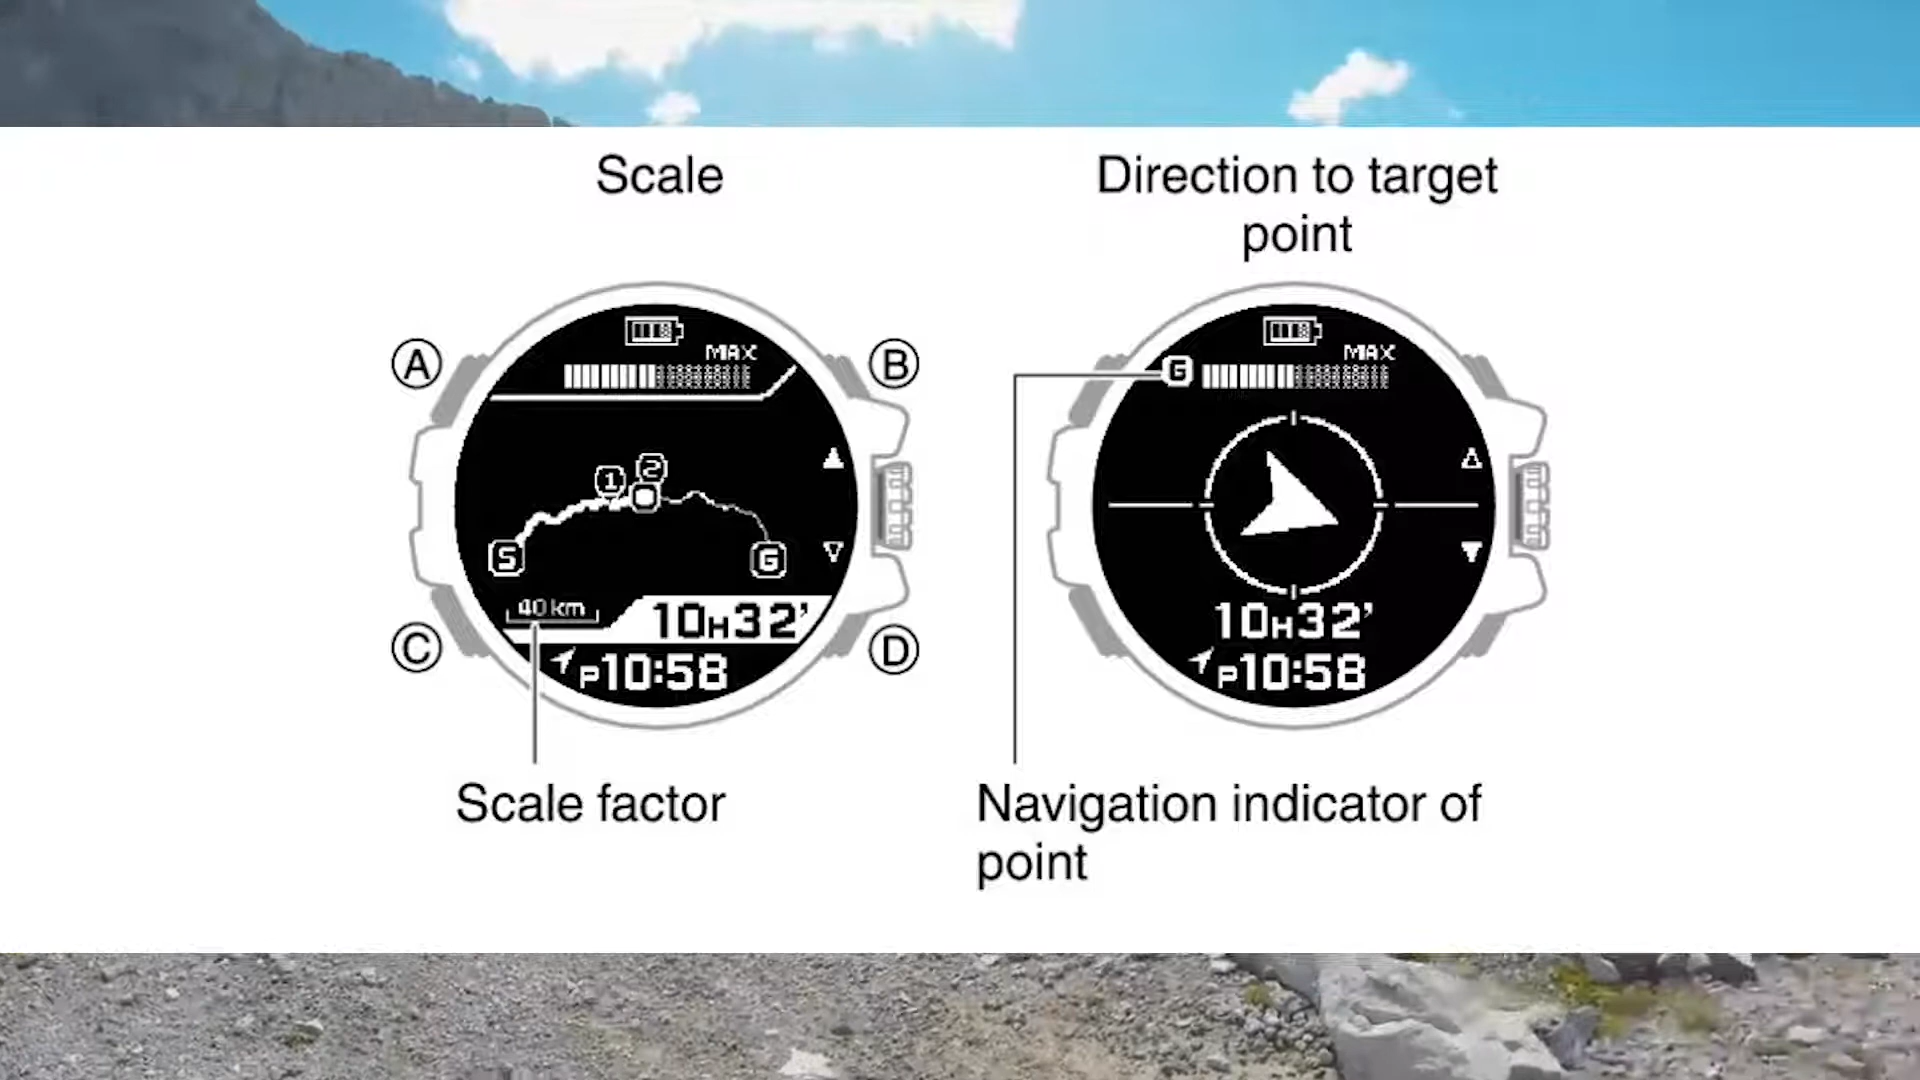 Scale
Direction to target
point
A
B
MAX
1
2
S
G
40 km
10H32'
P10:58
C
D
G
MAX
10H32'
P10:58
Scale factor
Navigation indicator of
point